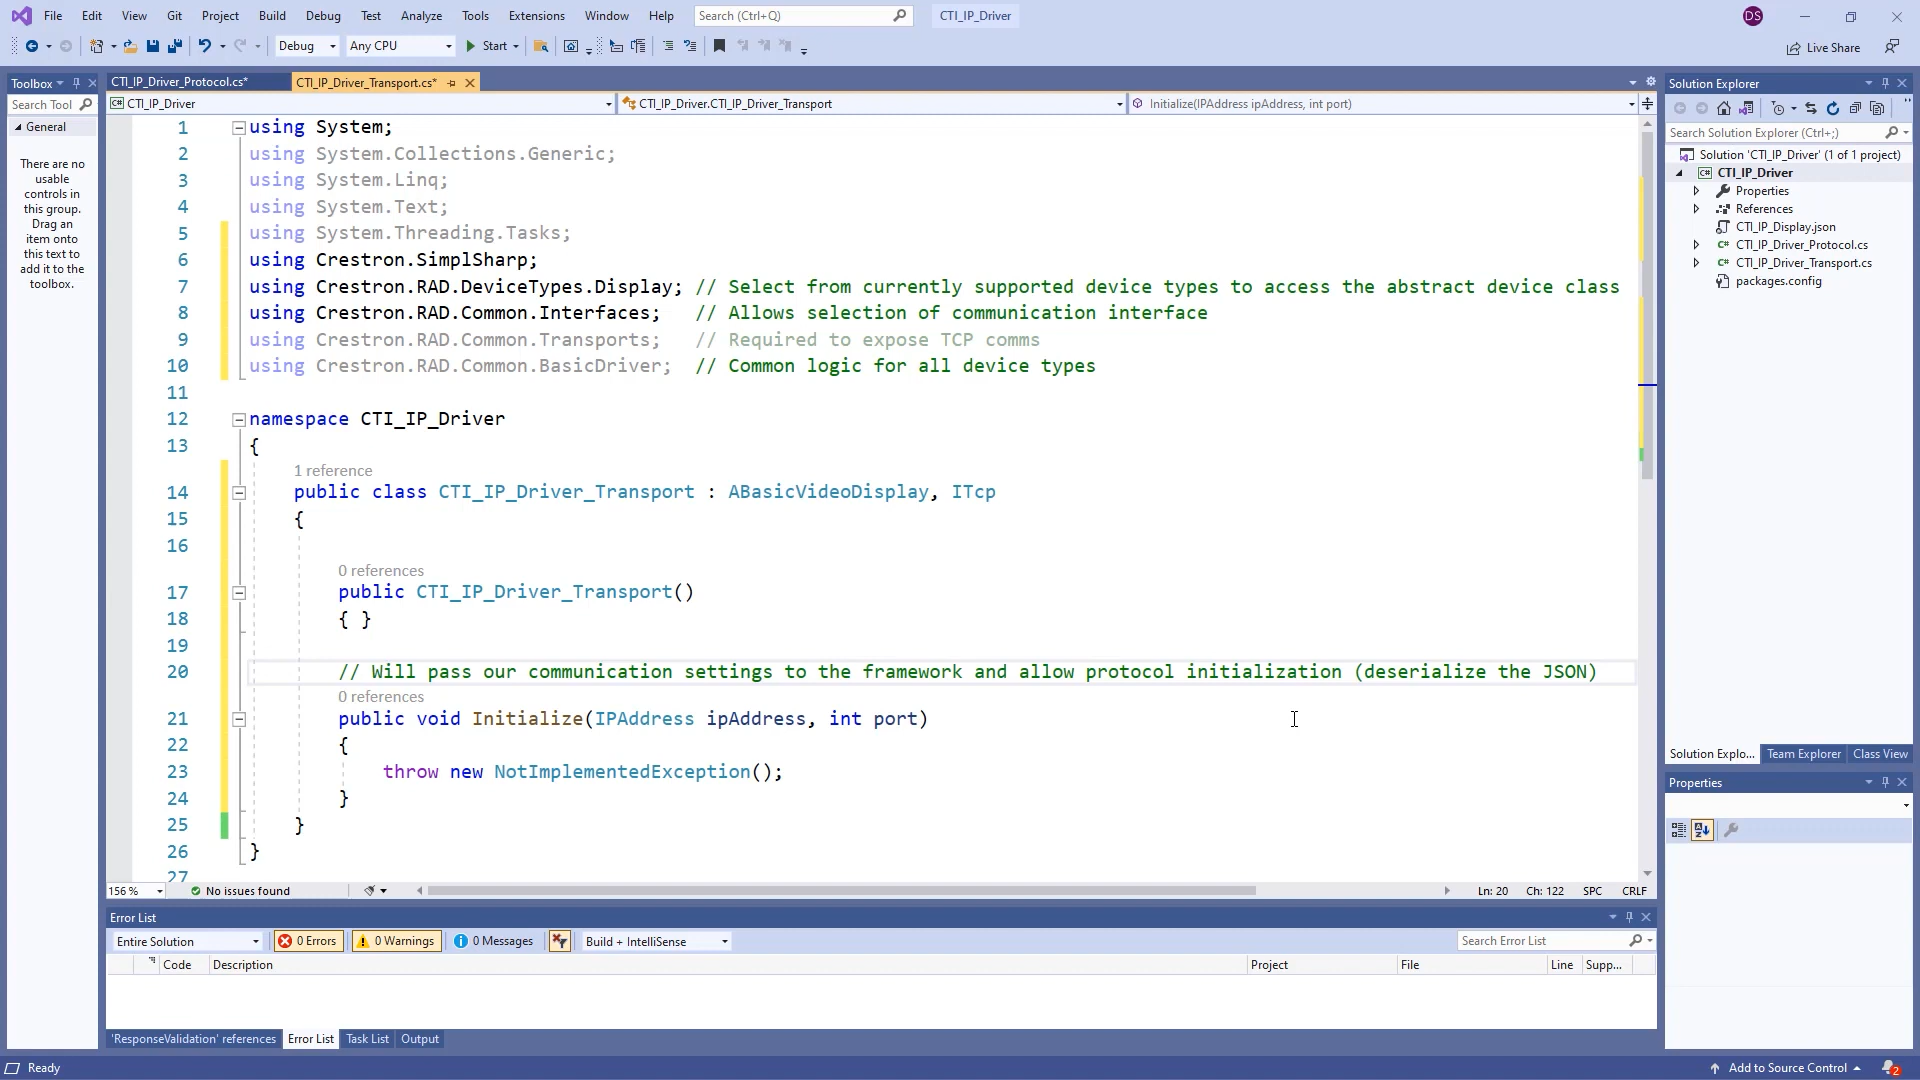 File Edit View Git Project Build Debug Test Analyze Tools Extensions Window Help Search (Ctrl+Q) CTI_IP_Driver DS
Debug Any CPU Start Live Share
Toolbox
Search Tool
General
There are no
usable
controls in
this group.
Drag an
item onto
this text to
add it to the
toolbox.
CTI_IP_Driver_Protocol.cs* CTI_IP_Driver_Transport.cs*
CTI_IP_Driver CTI_IP_Driver.CTI_IP_Driver_Transport Initialize(IPAddress ipAddress, int port)
1 using System;
2 using System.Collections.Generic;
3 using System.Linq;
4 using System.Text;
5 using System.Threading.Tasks;
6 using Crestron.SimplSharp;
7 using Crestron.RAD.DeviceTypes.Display; // Select from currently supported device types to access the abstract device class
8 using Crestron.RAD.Common.Interfaces; // Allows selection of communication interface
9 using Crestron.RAD.Common.Transports; // Required to expose TCP comms
10 using Crestron.RAD.Common.BasicDriver; // Common logic for all device types
11
12 namespace CTI_IP_Driver
13 {
1 reference
14 public class CTI_IP_Driver_Transport : ABasicVideoDisplay, ITcp
15 {
16
0 references
17 public CTI_IP_Driver_Transport()
18 { }
19
20 // Will pass our communication settings to the framework and allow protocol initialization (deserialize the JSON)
0 references
21 public void Initialize(IPAddress ipAddress, int port)
22 {
23 throw new NotImplementedException();
24 }
25 }
26 }
27
156 % No issues found Ln: 20 Ch: 122 SPC CRLF
Error List
Entire Solution 0 Errors 0 Warnings 0 Messages Build + IntelliSense Search Error List
Code Description Project File Line Supp...
'ResponseValidation' references Error List Task List Output
Solution Explorer
Search Solution Explorer (Ctrl+;)
Solution 'CTI_IP_Driver' (1 of 1 project)
CTI_IP_Driver
Properties
References
CTI_IP_Display.json
CTI_IP_Driver_Protocol.cs
CTI_IP_Driver_Transport.cs
packages.config
Solution Explo... Team Explorer Class View
Properties
Ready Add to Source Control 2